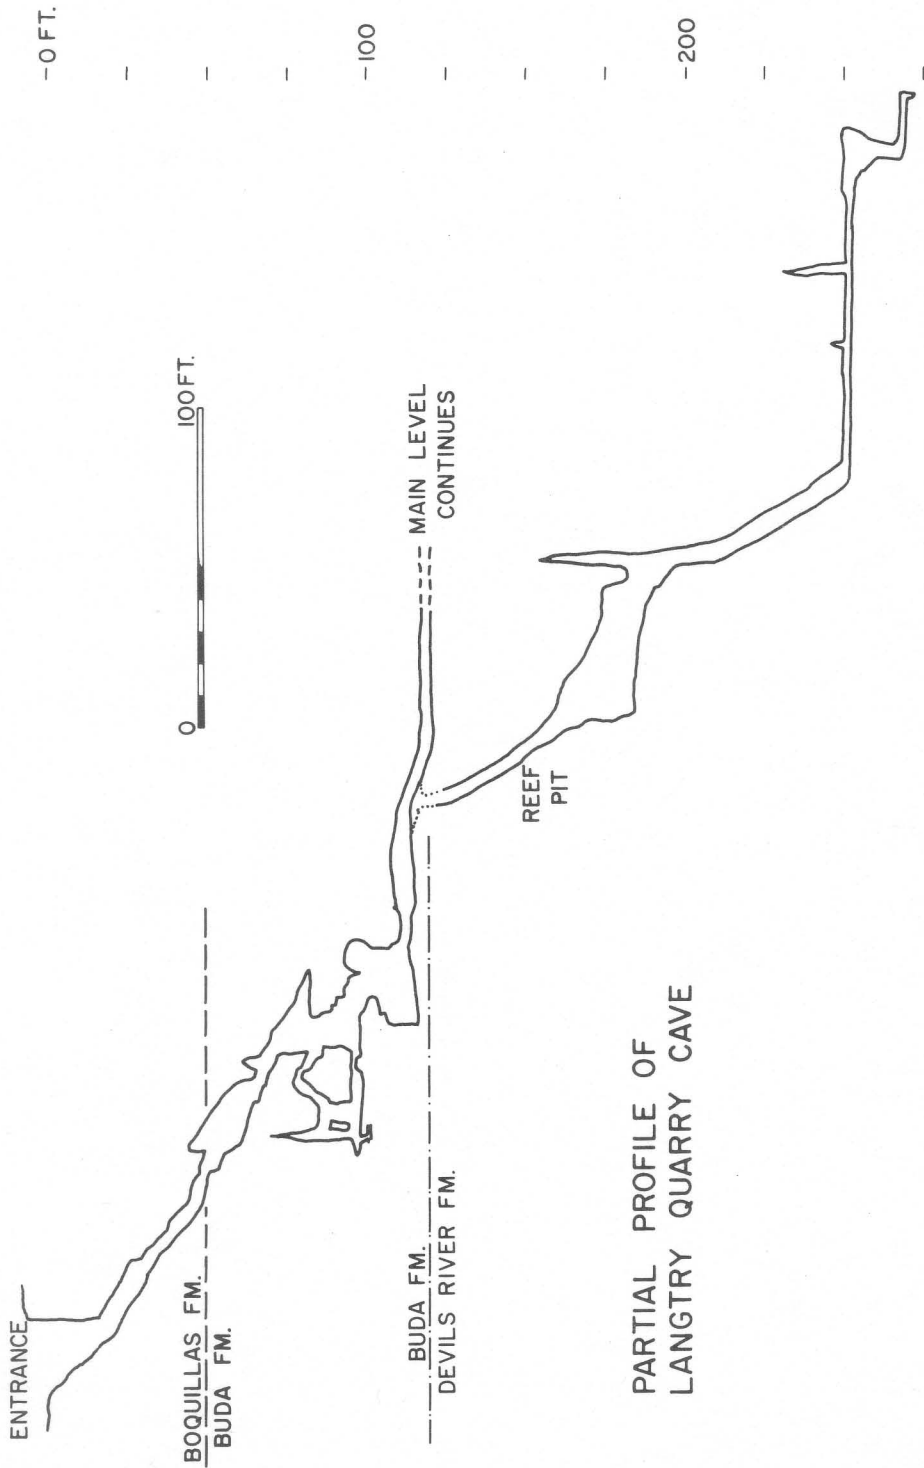 ENTRANCE
BOQUILLAS FM.
BUDA FM.
BUDA FM.
DEVILS RIVER FM.
REEF
PIT
MAIN LEVEL
CONTINUES
0 100 FT.
- 0 FT.
-100
-200
PARTIAL PROFILE OF
LANGTRY QUARRY CAVE